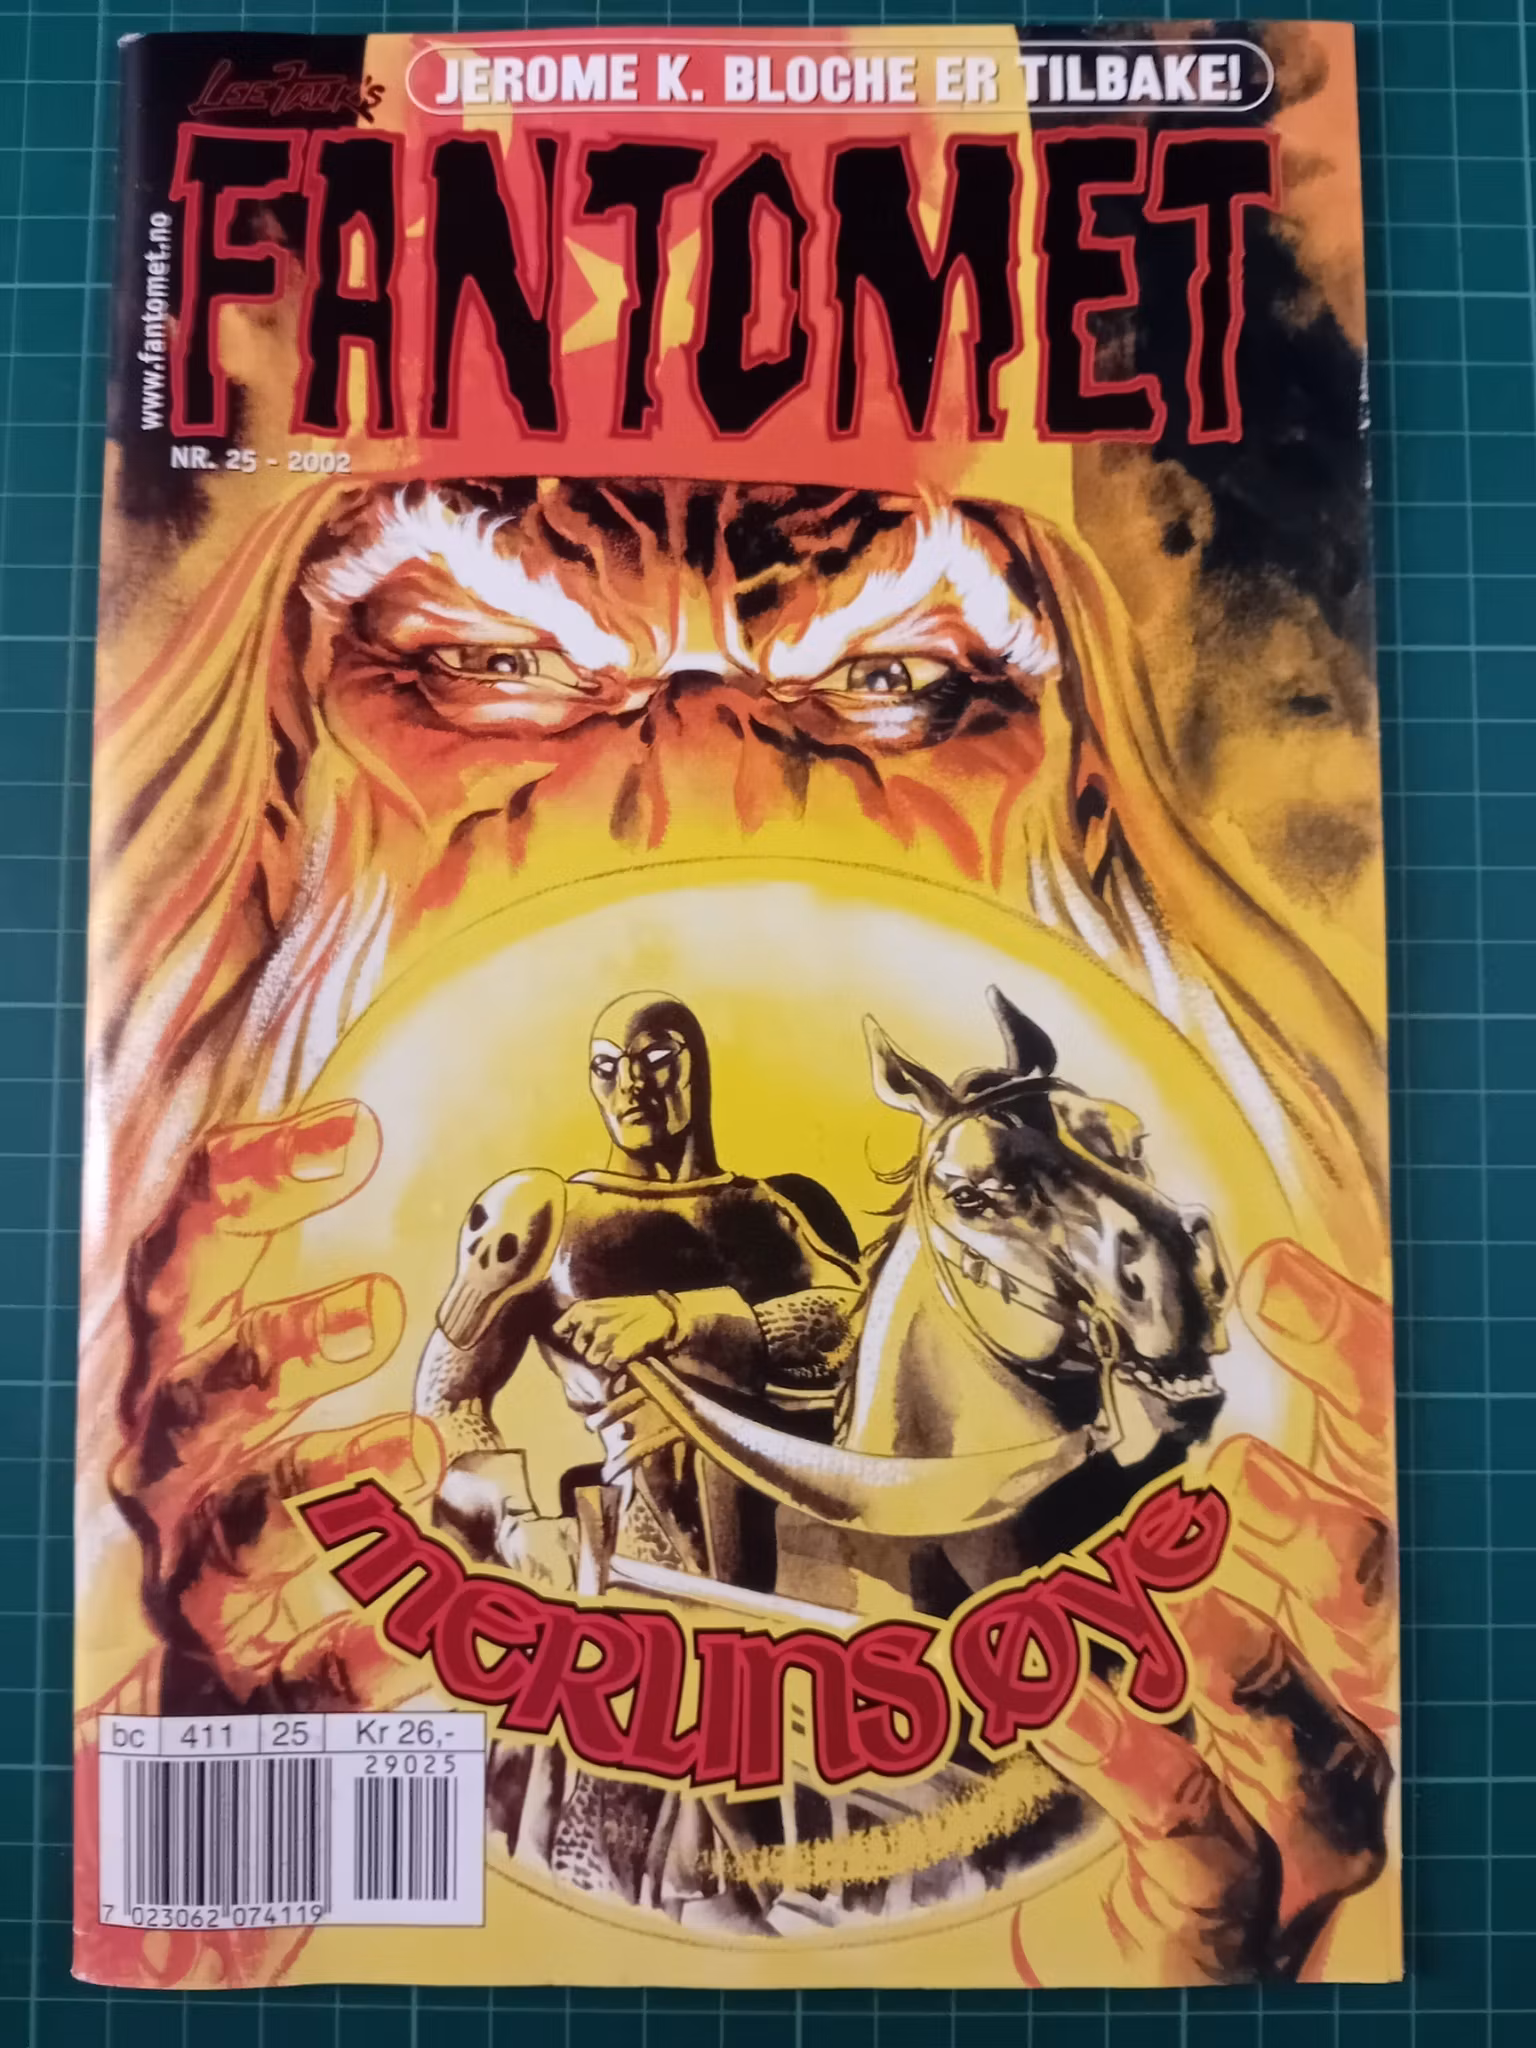 JEROME K. BLOCHE ER TILBAKE!
LEE FALK'S
FANTOMET
www.fantomet.no
NR. 25 - 2002
MERLINS ØYE
bc 411 25 Kr 26,-
29025
7 023062 074119